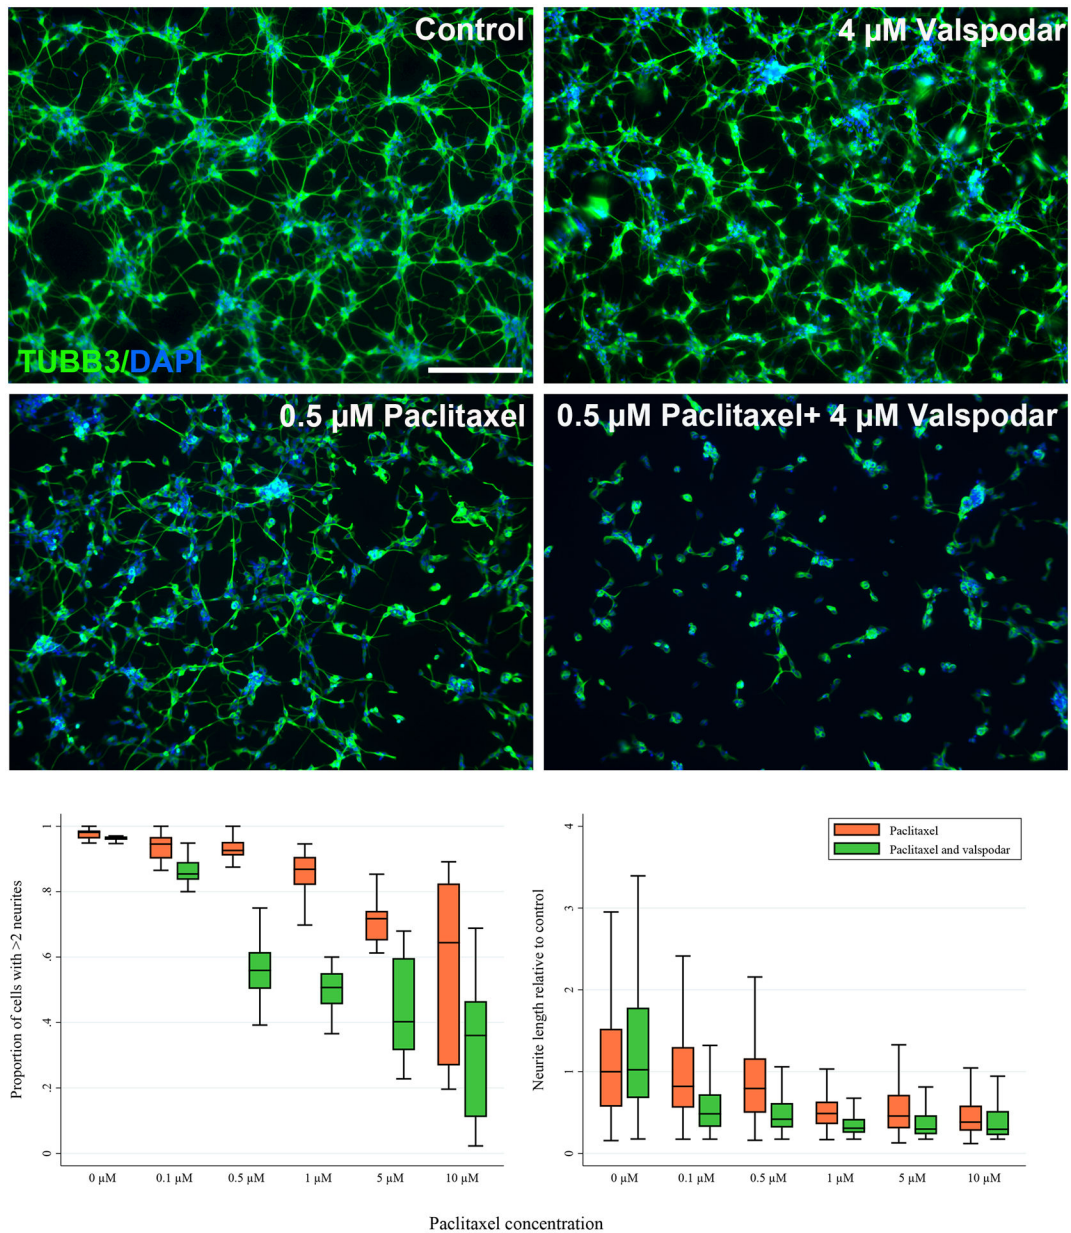 Control
4 µM Valspodar
TUBB3/DAPI
0.5 µM Paclitaxel
0.5 µM Paclitaxel+ 4 µM Valspodar
Proportion of cells with >2 neurites
1
.8
.6
.4
.2
0
0 µM
0.1 µM
0.5 µM
1 µM
5 µM
10 µM
Neurite length relative to control
4
3
2
1
0
Paclitaxel
Paclitaxel and valspodar
0 µM
0.1 µM
0.5 µM
1 µM
5 µM
10 µM
Paclitaxel concentration